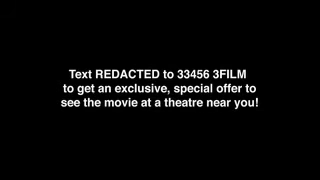 Text REDACTED to 33456 3FILM
to get an exclusive, special offer to
see the movie at a theatre near you!